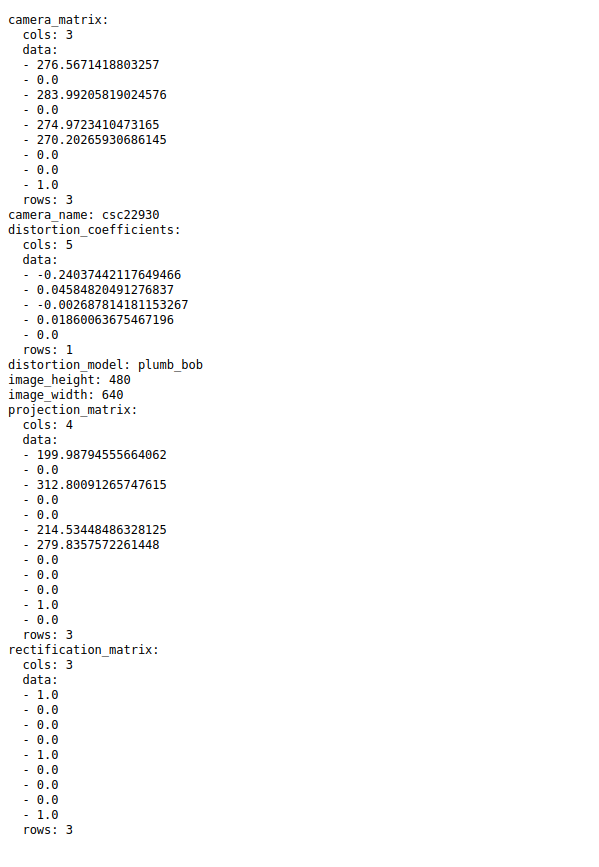 camera_matrix:
  cols: 3
  data:
  - 276.5671418803257
  - 0.0
  - 283.99205819024576
  - 0.0
  - 274.9723410473165
  - 270.20265930686145
  - 0.0
  - 0.0
  - 1.0
  rows: 3
camera_name: csc22930
distortion_coefficients:
  cols: 5
  data:
  - -0.24037442117649466
  - 0.04584820491276837
  - -0.002687814181153267
  - 0.01860063675467196
  - 0.0
  rows: 1
distortion_model: plumb_bob
image_height: 480
image_width: 640
projection_matrix:
  cols: 4
  data:
  - 199.98794555664062
  - 0.0
  - 312.80091265747615
  - 0.0
  - 0.0
  - 214.53448486328125
  - 279.8357572261448
  - 0.0
  - 0.0
  - 0.0
  - 1.0
  - 0.0
  rows: 3
rectification_matrix:
  cols: 3
  data:
  - 1.0
  - 0.0
  - 0.0
  - 0.0
  - 1.0
  - 0.0
  - 0.0
  - 0.0
  - 1.0
  rows: 3